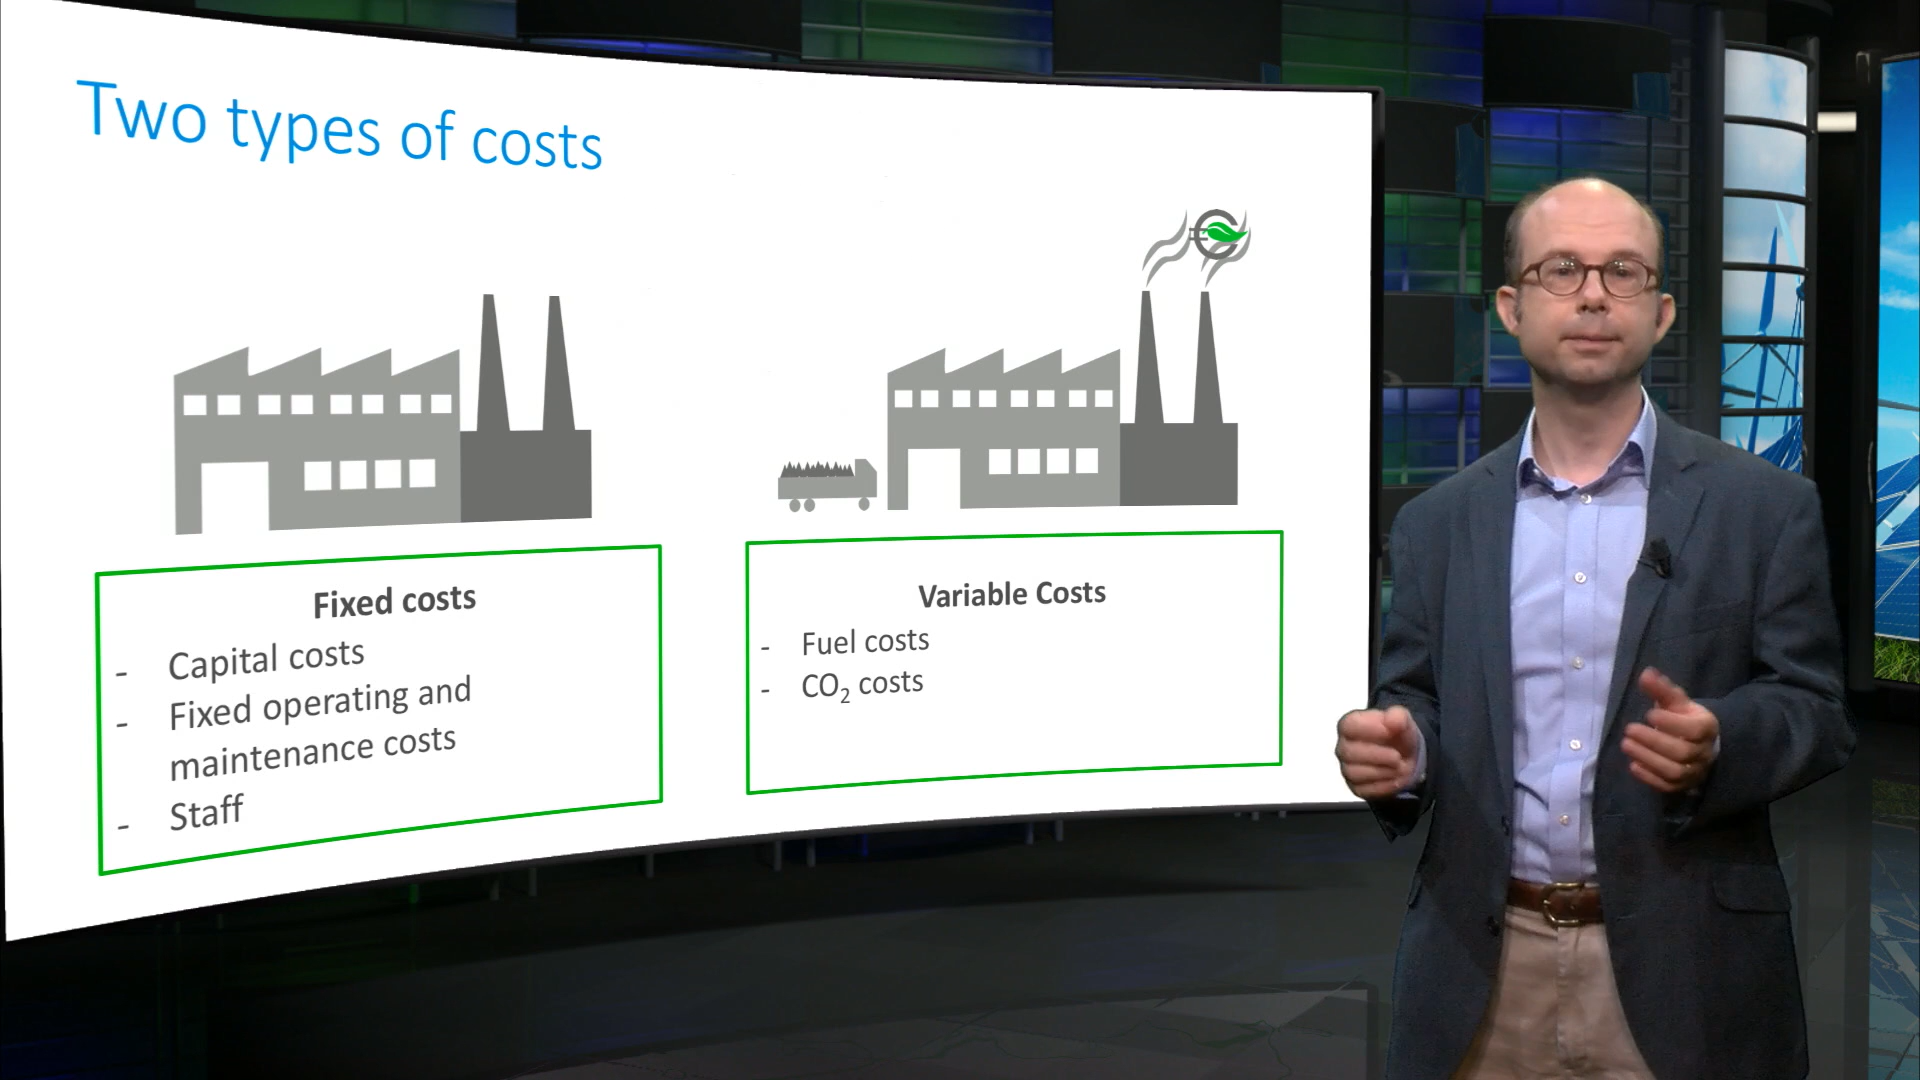 Two types of costs
Fixed costs
- Capital costs
- Fixed operating and
maintenance costs
- Staff
Variable Costs
- Fuel costs
- CO₂ costs